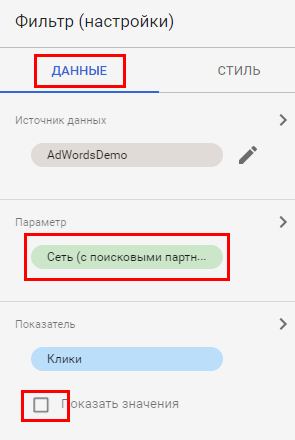 Фильтр (настройки)
ДАННЫЕ СТИЛЬ
Источник данных
AdWordsDemo
Параметр
Сеть (с поисковыми партн...
Показатель
Клики
Показать значения